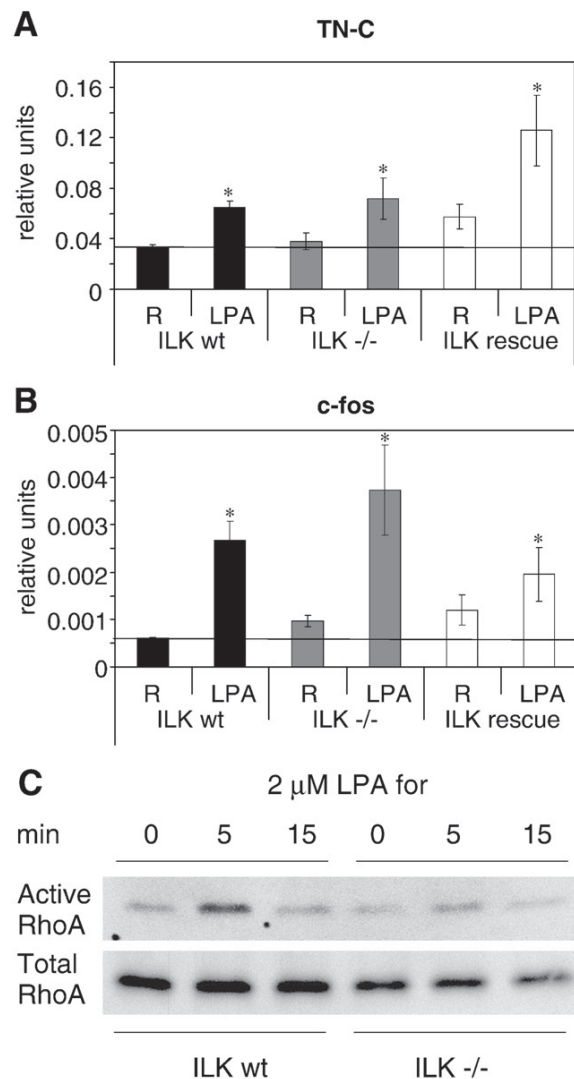 A
TN-C
relative units
0.16
0.12
0.08
0.04
0
* * *
R LPA R LPA R LPA
ILK wt ILK -/- ILK rescue
B
c-fos
relative units
0.005
0.004
0.003
0.002
0.001
0
* * *
R LPA R LPA R LPA
ILK wt ILK -/- ILK rescue
C
2 μM LPA for
min 0 5 15 0 5 15
Active
RhoA
Total
RhoA
ILK wt ILK -/-